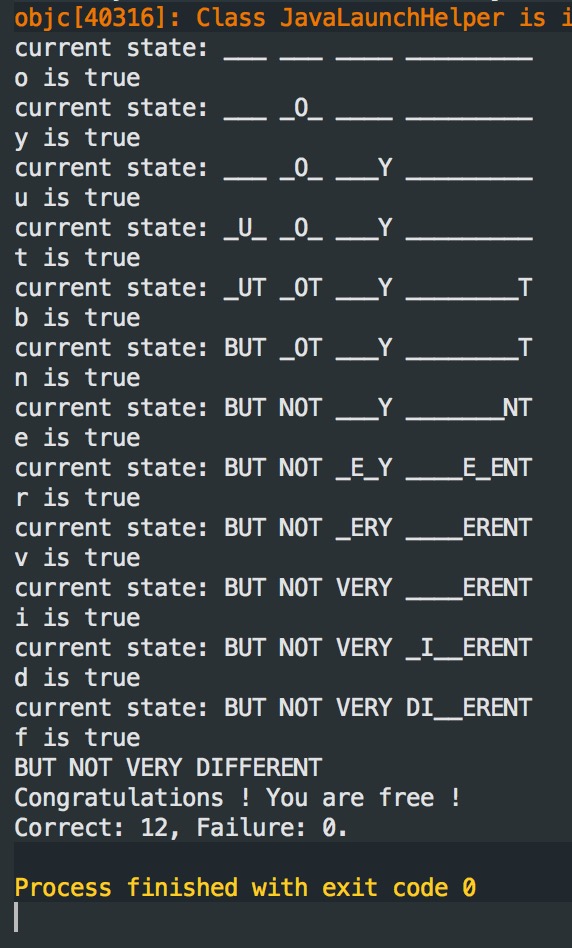 objc[40316]: Class JavaLaunchHelper is i
current state: ___ ___ ____ _________
o is true
current state: ___ _O_ ____ _________
y is true
current state: ___ _O_ ___Y _________
u is true
current state: _U_ _O_ ___Y _________
t is true
current state: _UT _OT ___Y ________T
b is true
current state: BUT _OT ___Y ________T
n is true
current state: BUT NOT ___Y _______NT
e is true
current state: BUT NOT _E_Y ____E_ENT
r is true
current state: BUT NOT _ERY ____ERENT
v is true
current state: BUT NOT VERY ____ERENT
i is true
current state: BUT NOT VERY _I__ERENT
d is true
current state: BUT NOT VERY DI__ERENT
f is true
BUT NOT VERY DIFFERENT
Congratulations ! You are free !
Correct: 12, Failure: 0.
Process finished with exit code 0